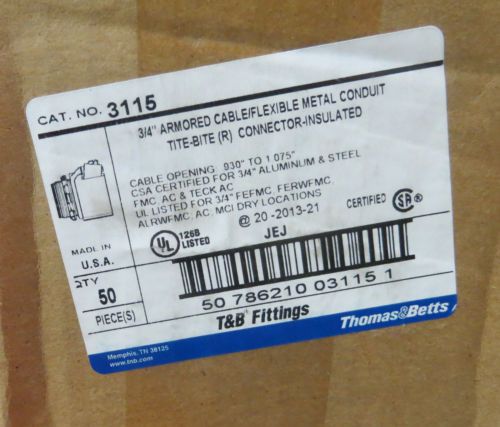 CAT. NO. 3115
3/4" ARMORED CABLE/FLEXIBLE METAL CONDUIT
TITE-BITE (R) CONNECTOR-INSULATED
CABLE OPENING: .930" TO 1.075"
CSA CERTIFIED FOR 3/4" ALUMINUM & STEEL
FMC, AC & TECK AC
UL LISTED FOR 3/4" FEFMC, FERWFMC,
ALRWFMC, AC, MCI DRY LOCATIONS
@ 20-2013-21
CERTIFIED SA
UL 126B
LISTED
JEJ
MADE IN
U.S.A.
QTY
50
PIECE(S)
50 786210 03115 1
T&B Fittings
Thomas&Betts
Memphis, TN 38125
www.tnb.com